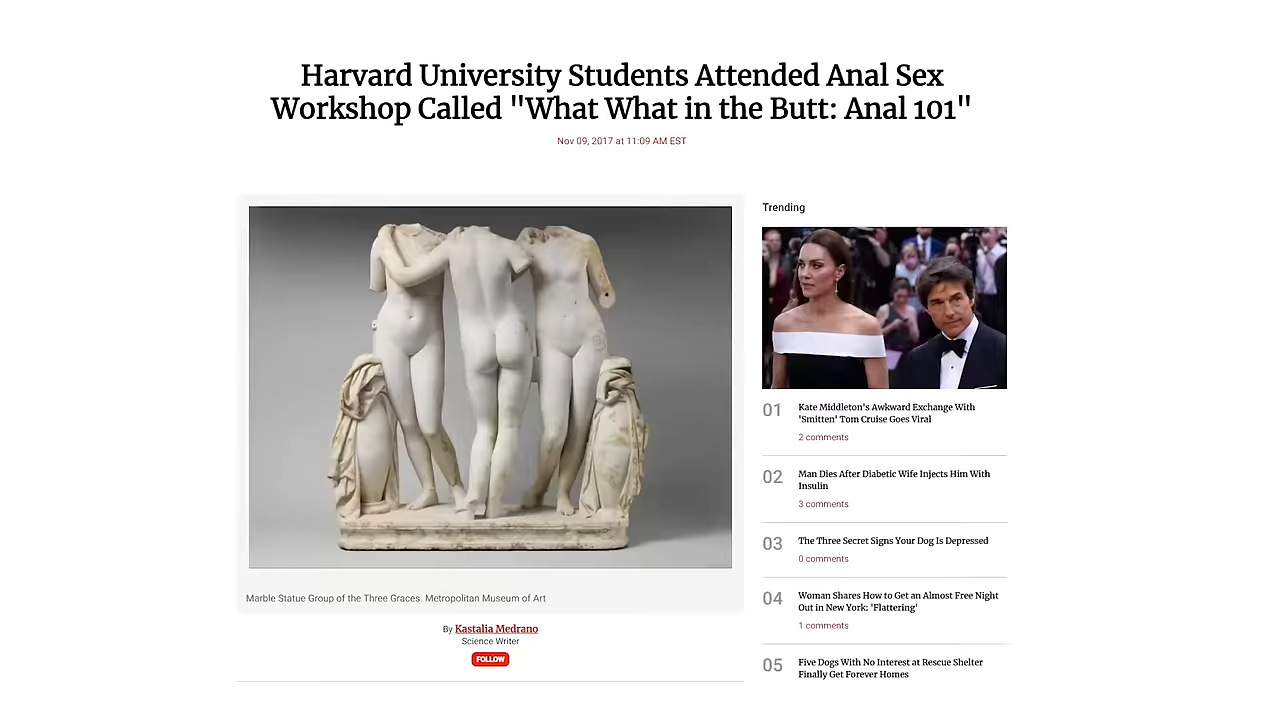 Harvard University Students Attended Anal Sex
Workshop Called "What What in the Butt: Anal 101"
Nov 09, 2017 at 11:09 AM EST
Marble Statue Group of the Three Graces. Metropolitan Museum of Art
By Kastalia Medrano
Science Writer
FOLLOW
Trending
01
Kate Middleton's Awkward Exchange With
'Smitten' Tom Cruise Goes Viral
2 comments
02
Man Dies After Diabetic Wife Injects Him With
Insulin
3 comments
03
The Three Secret Signs Your Dog Is Depressed
0 comments
04
Woman Shares How to Get an Almost Free Night
Out in New York: 'Flattering'
1 comments
05
Five Dogs With No Interest at Rescue Shelter
Finally Get Forever Homes